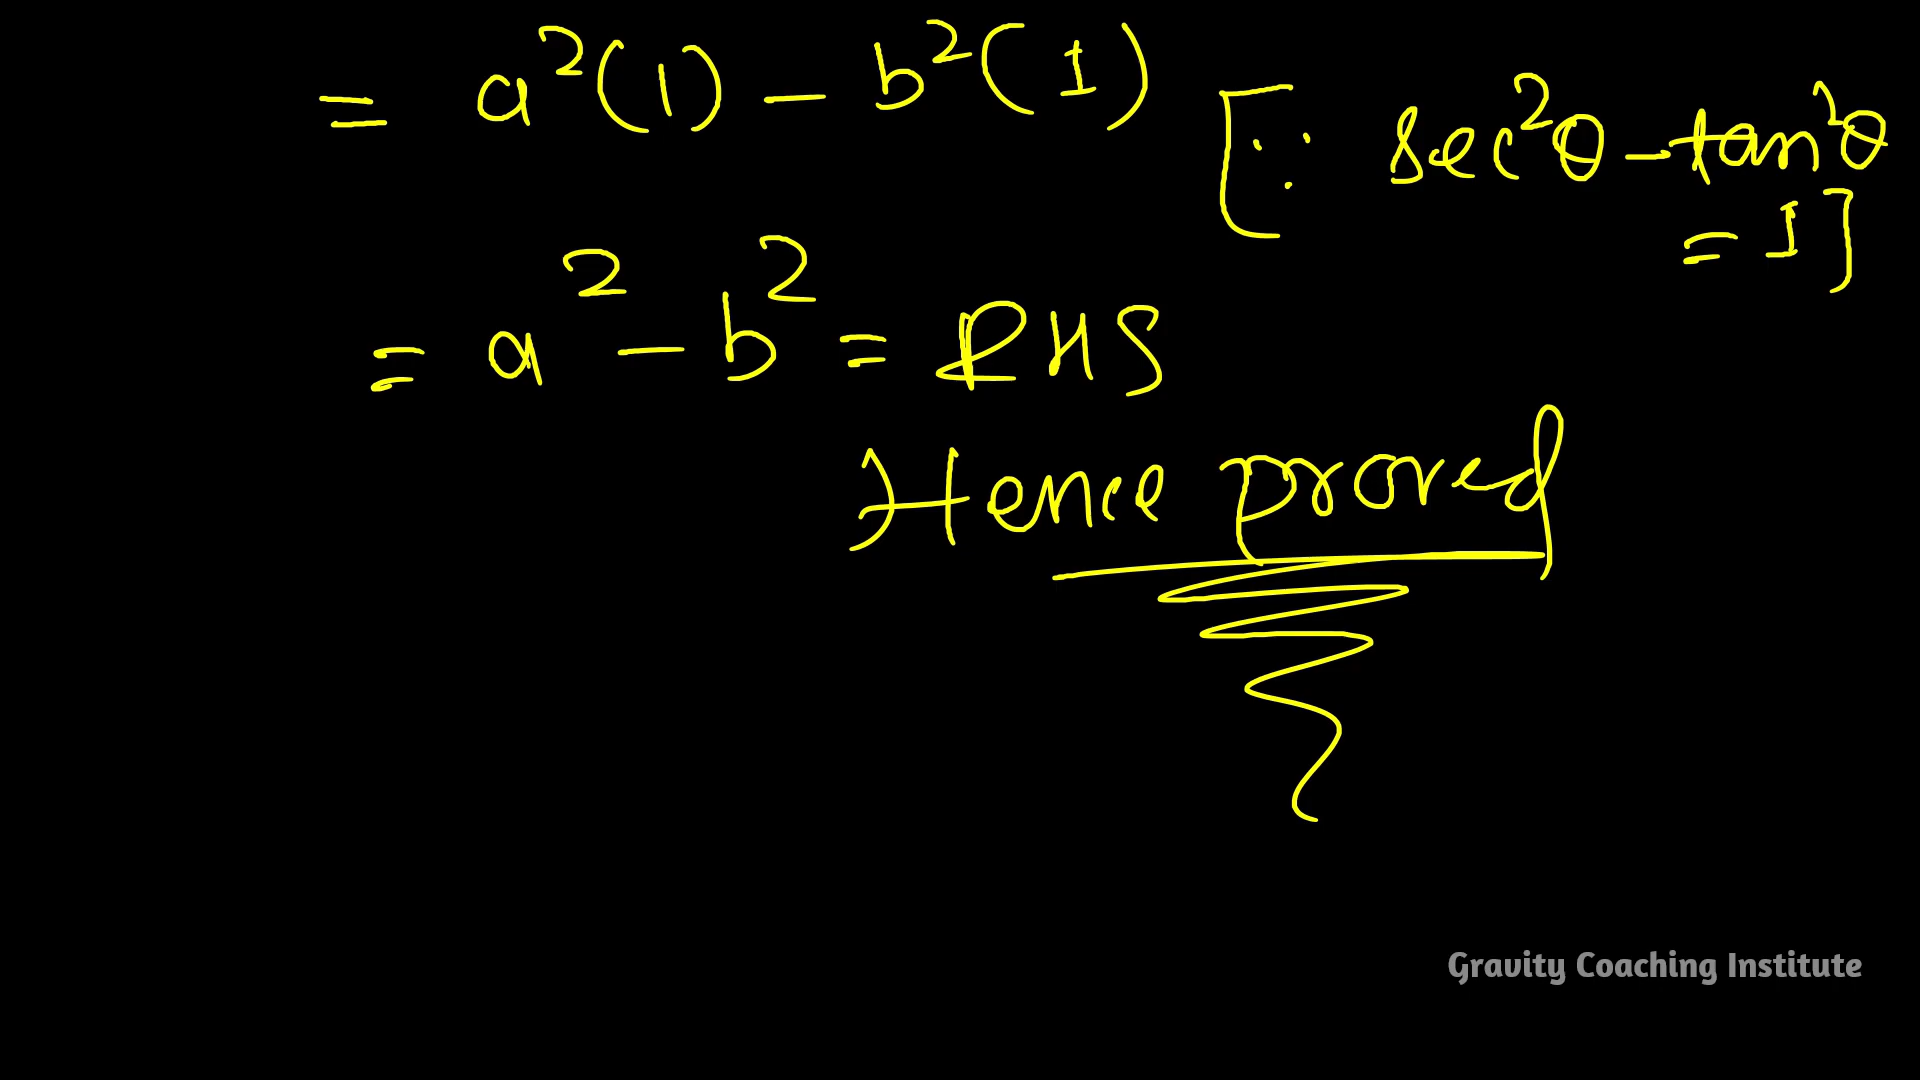 = a²(1) - b²(1) [∵ sec²θ - tan²θ
= 1]
= a² - b² = RHS
Hence proved
Gravity Coaching Institute